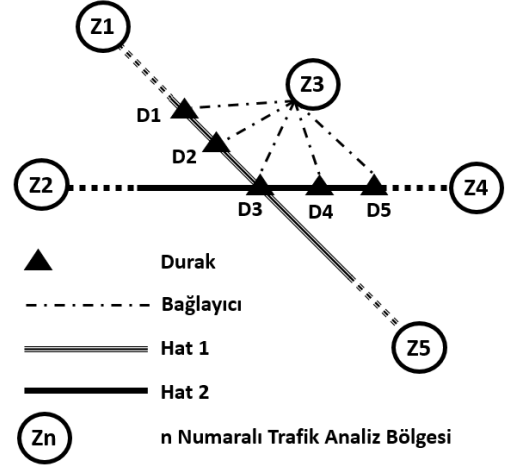 Z1
Z3
D1
D2
Z2
Z4
D3
D4
D5
Durak
Bağlayıcı
Hat 1
Z5
Hat 2
Zn
n Numaralı Trafik Analiz Bölgesi